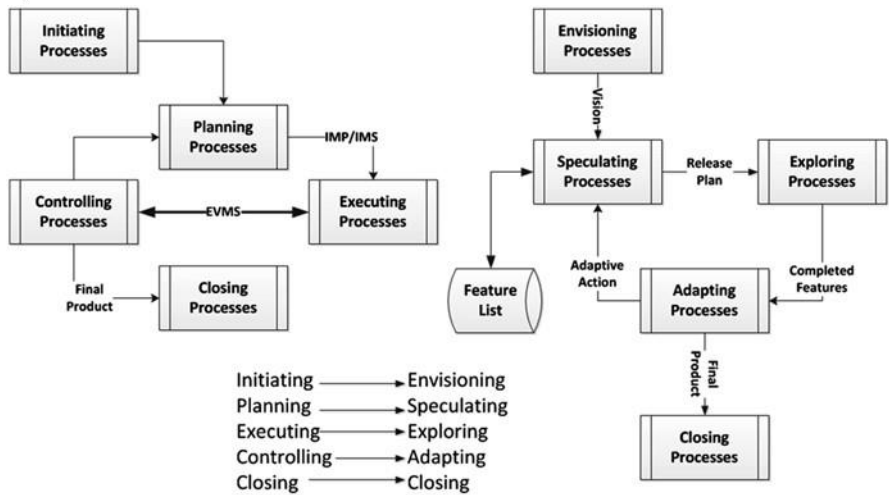 Initiating
Processes
Planning
Processes
IMP/IMS
Controlling
Processes
EVMS
Executing
Processes
Final
Product
Closing
Processes
Envisioning
Processes
Vision
Speculating
Processes
Release
Plan
Exploring
Processes
Feature
List
Adaptive
Action
Adapting
Processes
Completed
Features
Final
Product
Closing
Processes
Initiating Envisioning
Planning Speculating
Executing Exploring
Controlling Adapting
Closing Closing